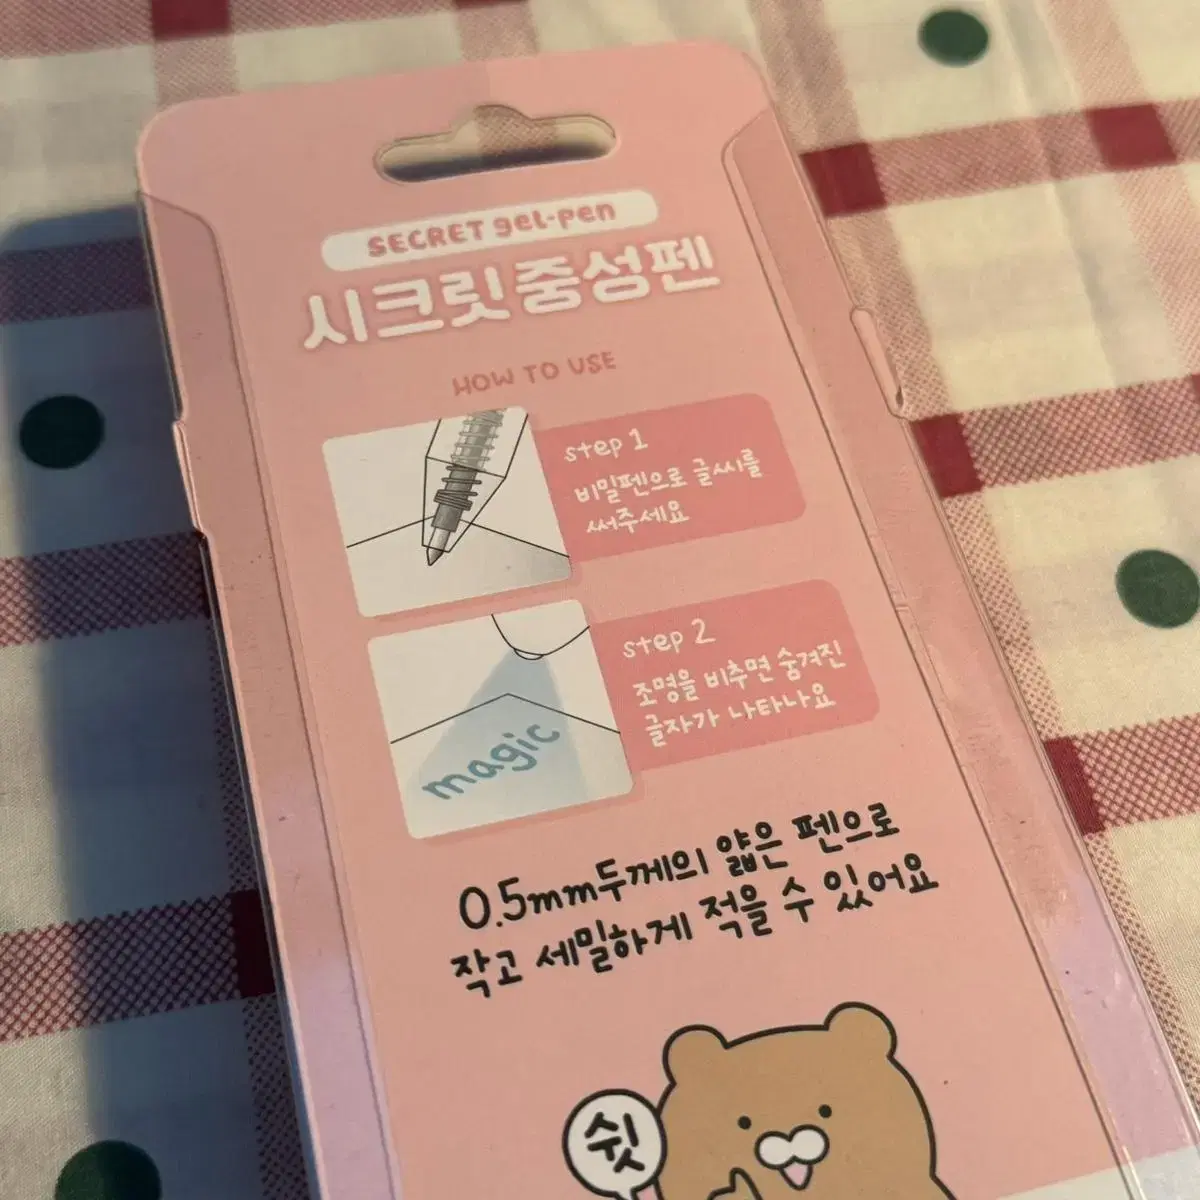 SECRET gel-pen
시크릿중성펜
HOW TO USE
step 1
비밀펜으로 글씨를
써주세요
step 2
조명을 비추면 숨겨진
글자가 나타나요
magic
0.5mm두께의 얇은 펜으로
작고 세밀하게 적을 수 있어요
쉿